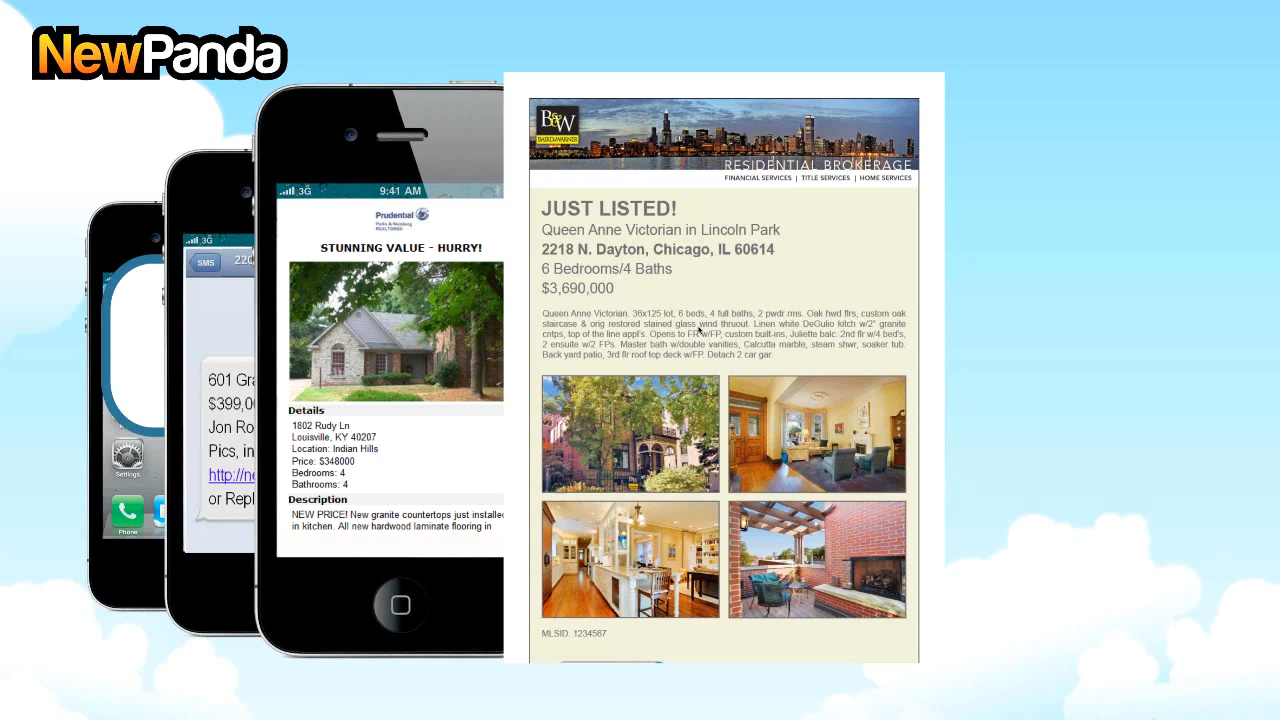 NewPanda
3G
SMS
220
601 Gra
$399,0
Jon Ro
Pics, in
http://ne
or Repl
Settings
Phone
3G
9:41 AM
Prudential
Parks & Weisberg
REALTORS®
STUNNING VALUE - HURRY!
Details
1802 Rudy Ln
Louisville, KY 40207
Location: Indian Hills
Price: $348000
Bedrooms: 4
Bathrooms: 4
Description
NEW PRICE! New granite countertops just installed
in kitchen. All new hardwood laminate flooring in
B&W
BAIRD & WARNER
RESIDENTIAL BROKERAGE
FINANCIAL SERVICES | TITLE SERVICES | HOME SERVICES
JUST LISTED!
Queen Anne Victorian in Lincoln Park
2218 N. Dayton, Chicago, IL 60614
6 Bedrooms/4 Baths
$3,690,000
Queen Anne Victorian. 36x125 lot, 6 beds, 4 full baths, 2 pwdr rms. Oak hwd flrs, custom oak
staircase & orig restored stained glass wind thruout. Linen white DeGulio kitch w/2" granite
cntps, top of the line appl's. Opens to FR w/FP, custom built-ins, Juliette balc. 2nd flr w/4 bed's,
2 ensuite w/2 FPs. Master bath w/double vanities, Calcutta marble, steam shwr, soaker tub.
Back yard patio, 3rd flr roof top deck w/FP. Detach 2 car gar.
MLSID. 1234567